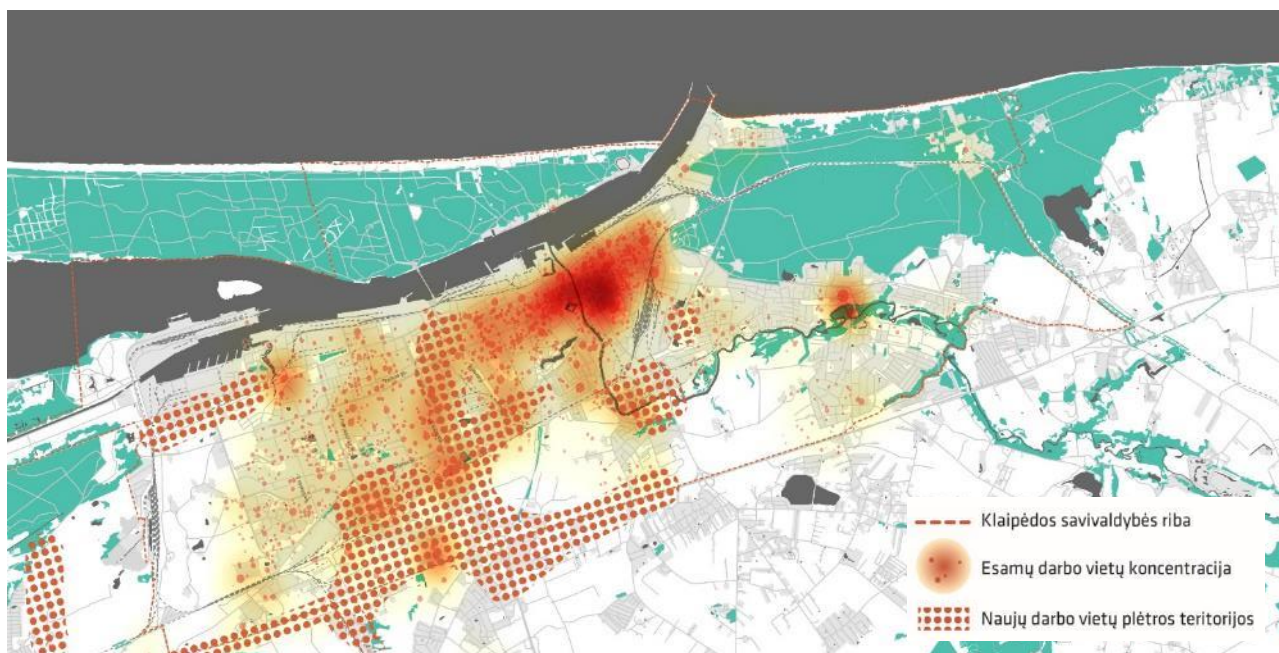 Klaipėdos savivaldybės riba
Esamų darbo vietų koncentracija
Naujų darbo vietų plėtros teritorijos